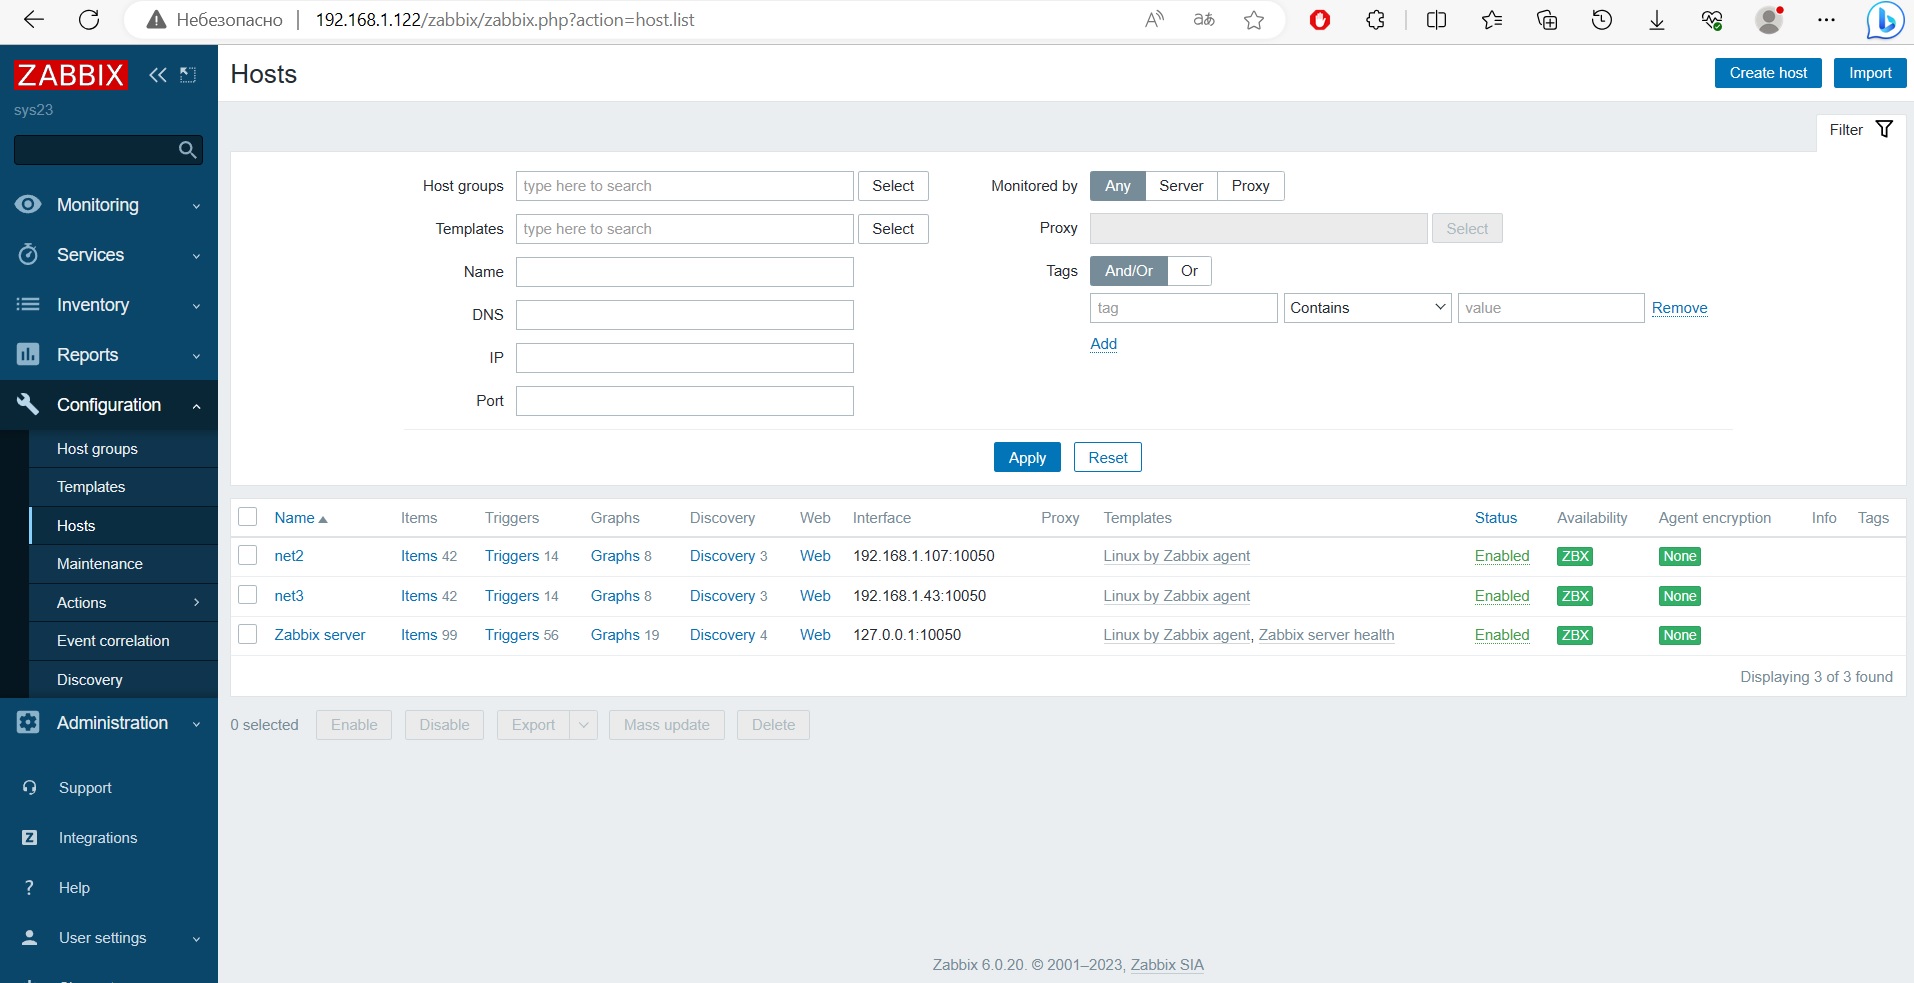 Небезопасно 192.168.1.122/zabbix/zabbix.php?action=host.list
ZABBIX
sys23
Monitoring
Services
Inventory
Reports
Configuration
Host groups
Templates
Hosts
Maintenance
Actions
Event correlation
Discovery
Administration
Support
Integrations
Help
User settings
Hosts Create host Import
Filter
Host groups type here to search Select
Templates type here to search Select
Name
DNS
IP
Port
Monitored by Any Server Proxy
Proxy Select
Tags And/Or Or
tag Contains value Remove
Add
Apply Reset
Name Items Triggers Graphs Discovery Web Interface Proxy Templates Status Availability Agent encryption Info Tags
net2 Items 42 Triggers 14 Graphs 8 Discovery 3 Web 192.168.1.107:10050 Linux by Zabbix agent Enabled ZBX None
net3 Items 42 Triggers 14 Graphs 8 Discovery 3 Web 192.168.1.43:10050 Linux by Zabbix agent Enabled ZBX None
Zabbix server Items 99 Triggers 56 Graphs 19 Discovery 4 Web 127.0.0.1:10050 Linux by Zabbix agent, Zabbix server health Enabled ZBX None
Displaying 3 of 3 found
0 selected Enable Disable Export Mass update Delete
Zabbix 6.0.20. © 2001–2023, Zabbix SIA